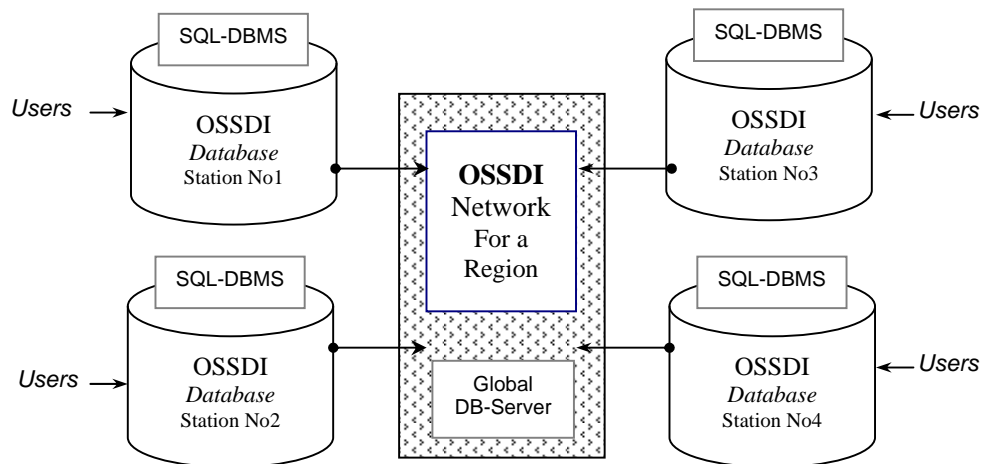 SQL-DBMS
Users
OSSDI
Database
Station No1
SQL-DBMS
Users
OSSDI
Database
Station No2
OSSDI
Network
For a
Region
Global
DB-Server
SQL-DBMS
Users
OSSDI
Database
Station No3
SQL-DBMS
Users
OSSDI
Database
Station No4